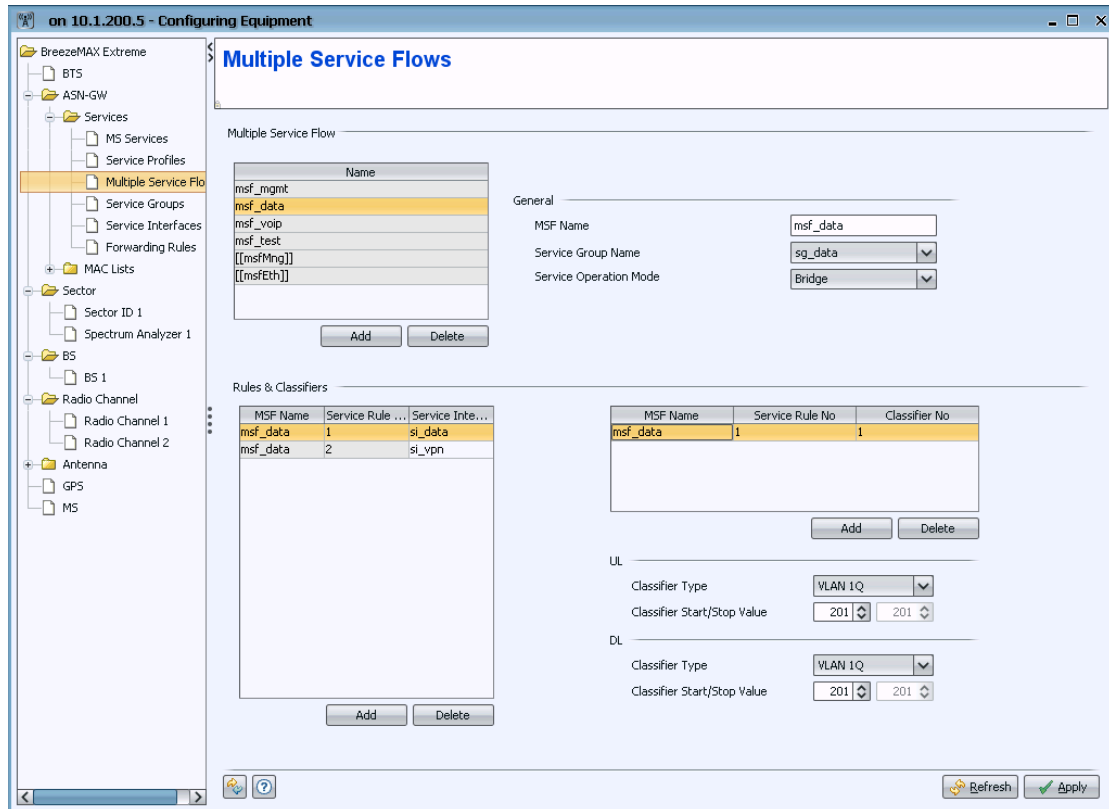 on 10.1.200.5 - Configuring Equipment
BreezeMAX Extreme
BTS
ASN-GW
Services
MS Services
Service Profiles
Multiple Service Flo
Service Groups
Service Interfaces
Forwarding Rules
MAC Lists
Sector
Sector ID 1
Spectrum Analyzer 1
BS
BS 1
Radio Channel
Radio Channel 1
Radio Channel 2
Antenna
GPS
MS
Multiple Service Flows
Multiple Service Flow
Name
msf_mgmt
msf_data
msf_voip
msf_test
[[msfMng]]
[[msfEth]]
Add Delete
General
MSF Name msf_data
Service Group Name sg_data
Service Operation Mode Bridge
Rules & Classifiers
MSF Name Service Rule ... Service Inte...
msf_data 1 si_data
msf_data 2 si_vpn
Add Delete
MSF Name Service Rule No Classifier No
msf_data 1 1
Add Delete
UL
Classifier Type VLAN 1Q
Classifier Start/Stop Value 201 201
DL
Classifier Type VLAN 1Q
Classifier Start/Stop Value 201 201
Refresh Apply